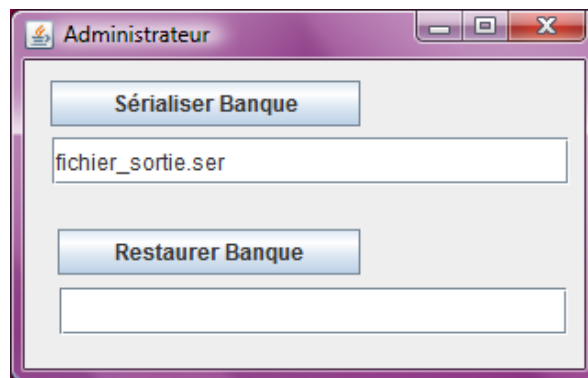 Administrateur
Sérialiser Banque
fichier_sortie.ser
Restaurer Banque